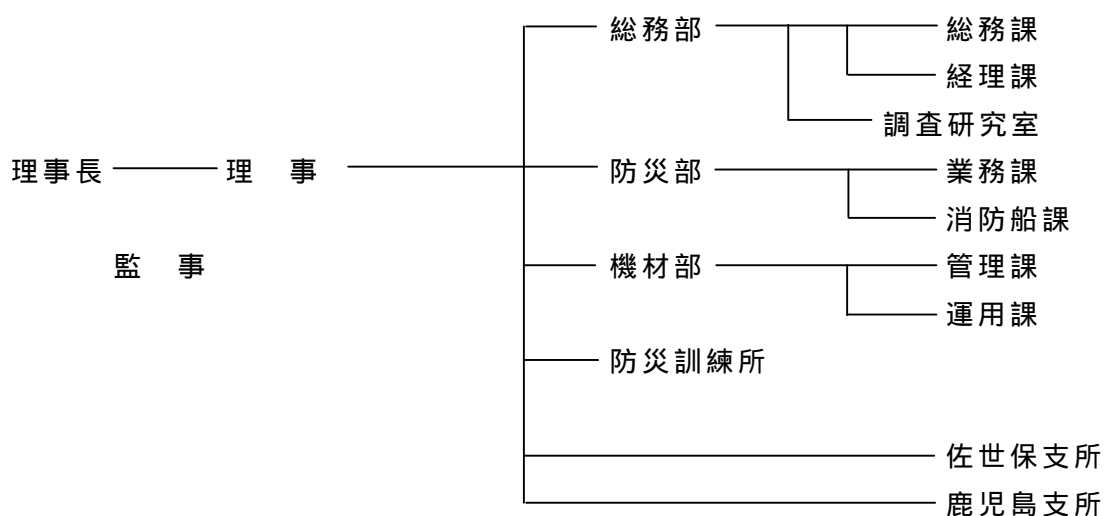 総務部 総務課
経理課
調査研究室
理事長 理　事 防災部 業務課
消防船課
監　事 機材部 管理課
運用課
防災訓練所
佐世保支所
鹿児島支所